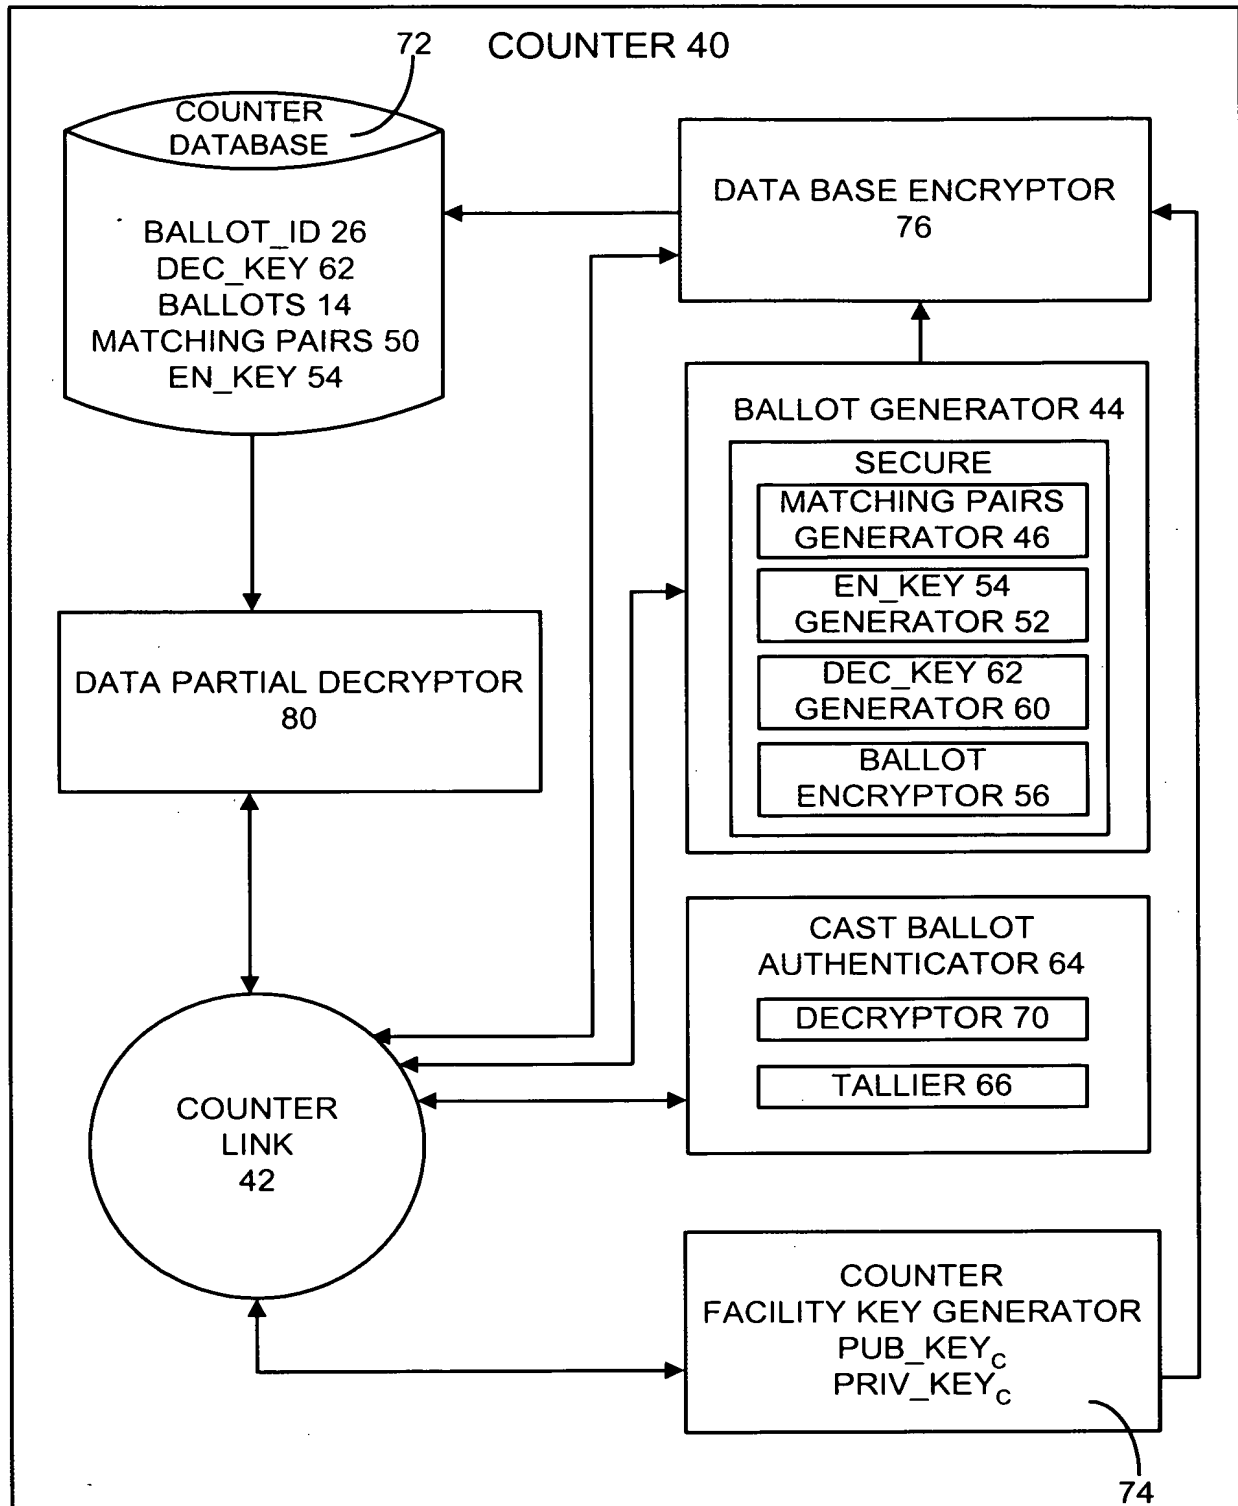 72
COUNTER 40
COUNTER
DATABASE
BALLOT_ID 26
DEC_KEY 62
BALLOTS 14
MATCHING PAIRS 50
EN_KEY 54
DATA BASE ENCRYPTOR
76
BALLOT GENERATOR 44
SECURE
MATCHING PAIRS
GENERATOR 46
EN_KEY 54
GENERATOR 52
DEC_KEY 62
GENERATOR 60
BALLOT
ENCRYPTOR 56
DATA PARTIAL DECRYPTOR
80
CAST BALLOT
AUTHENTICATOR 64
DECRYPTOR 70
TALLIER 66
COUNTER
LINK
42
COUNTER
FACILITY KEY GENERATOR
PUB_KEYC
PRIV_KEYC
74